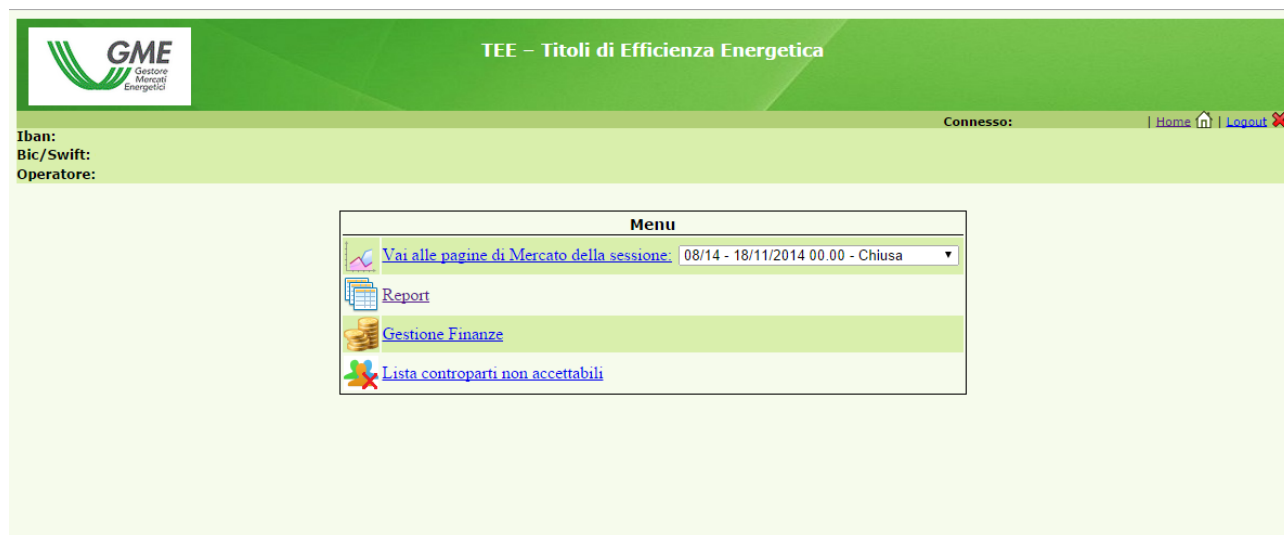 GME
Gestore
Mercati
Energetici
TEE – Titoli di Efficienza Energetica
Connesso: | Home | Logout
Iban:
Bic/Swift:
Operatore:
Menu
Vai alle pagine di Mercato della sessione: 08/14 - 18/11/2014 00.00 - Chiusa
Report
Gestione Finanze
Lista controparti non accettabili